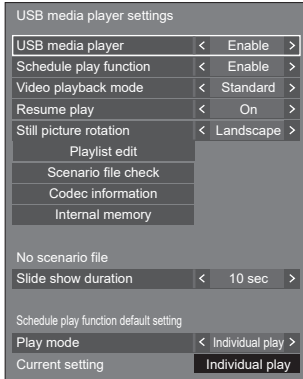 USB media player settings
USB media player < Enable >
Schedule play function < Enable >
Video playback mode < Standard >
Resume play < On >
Still picture rotation < Landscape >
Playlist edit
Scenario file check
Codec information
Internal memory
No scenario file
Slide show duration < 10 sec >
Schedule play function default setting
Play mode < Individual play >
Current setting Individual play